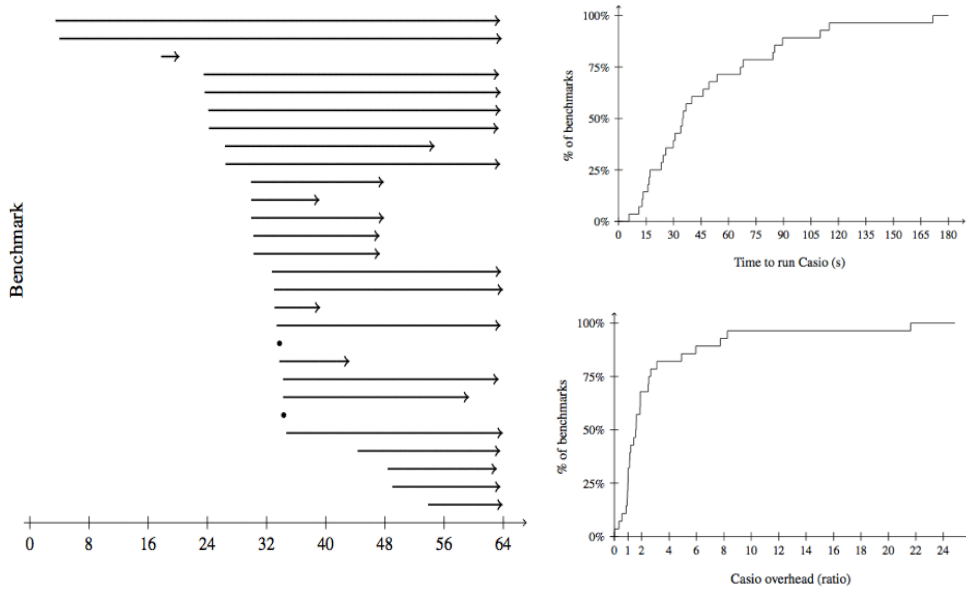 Benchmark
0 8 16 24 32 40 48 56 64
% of benchmarks
100%
75%
50%
25%
0%
0 15 30 45 60 75 90 105 120 135 150 165 180
Time to run Casio (s)
% of benchmarks
100%
75%
50%
25%
0%
0 1 2 4 6 8 10 12 14 16 18 20 22 24
Casio overhead (ratio)